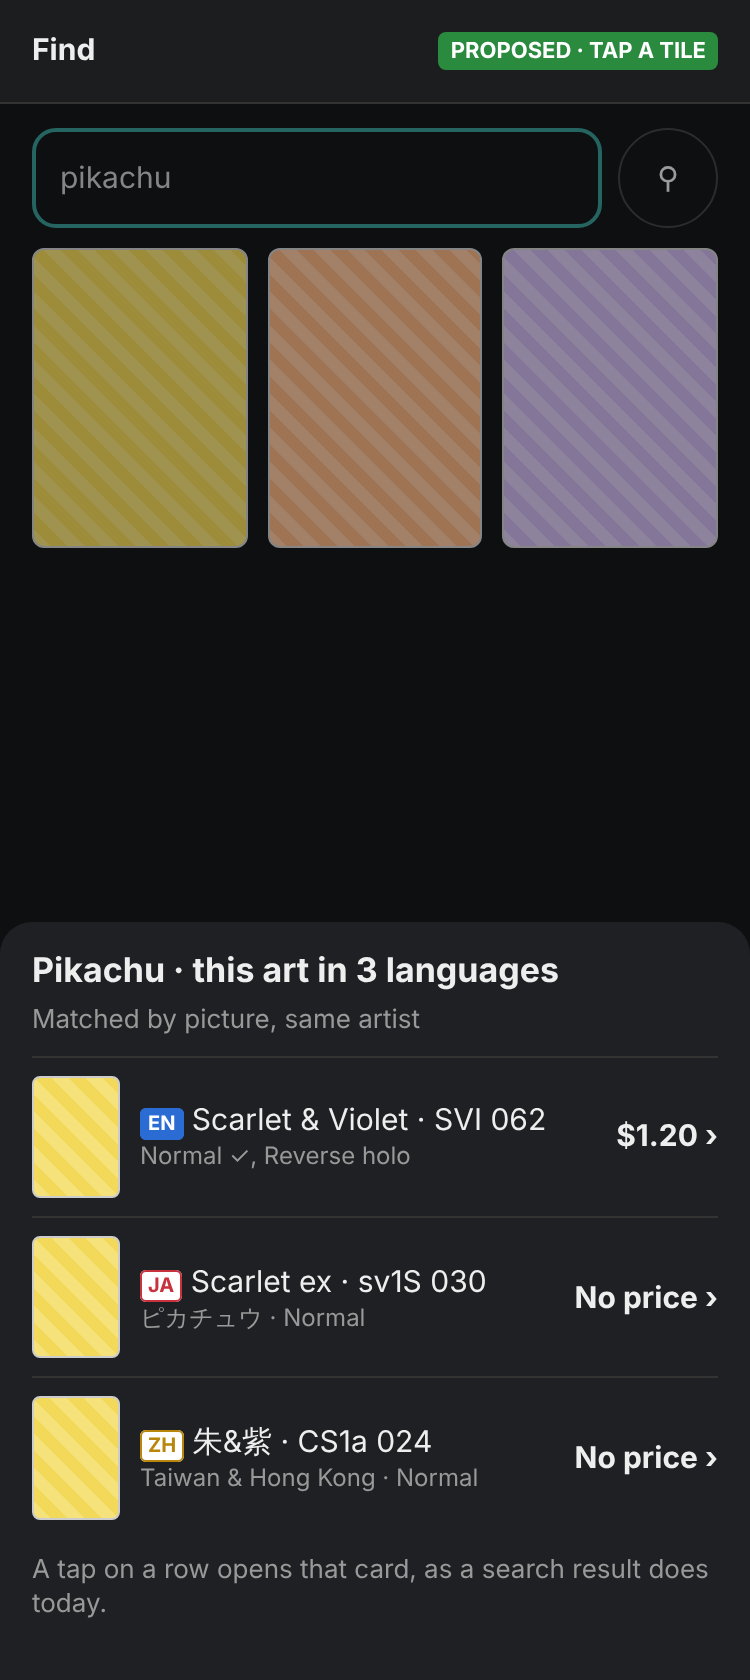 Find
PROPOSED · TAP A TILE
pikachu
Pikachu · this art in 3 languages
Matched by picture, same artist
EN Scarlet & Violet · SVI 062
Normal ✓, Reverse holo
$1.20 ›
JA Scarlet ex · sv1S 030
ピカチュウ · Normal
No price ›
ZH 朱&紫 · CS1a 024
Taiwan & Hong Kong · Normal
No price ›
A tap on a row opens that card, as a search result does
today.